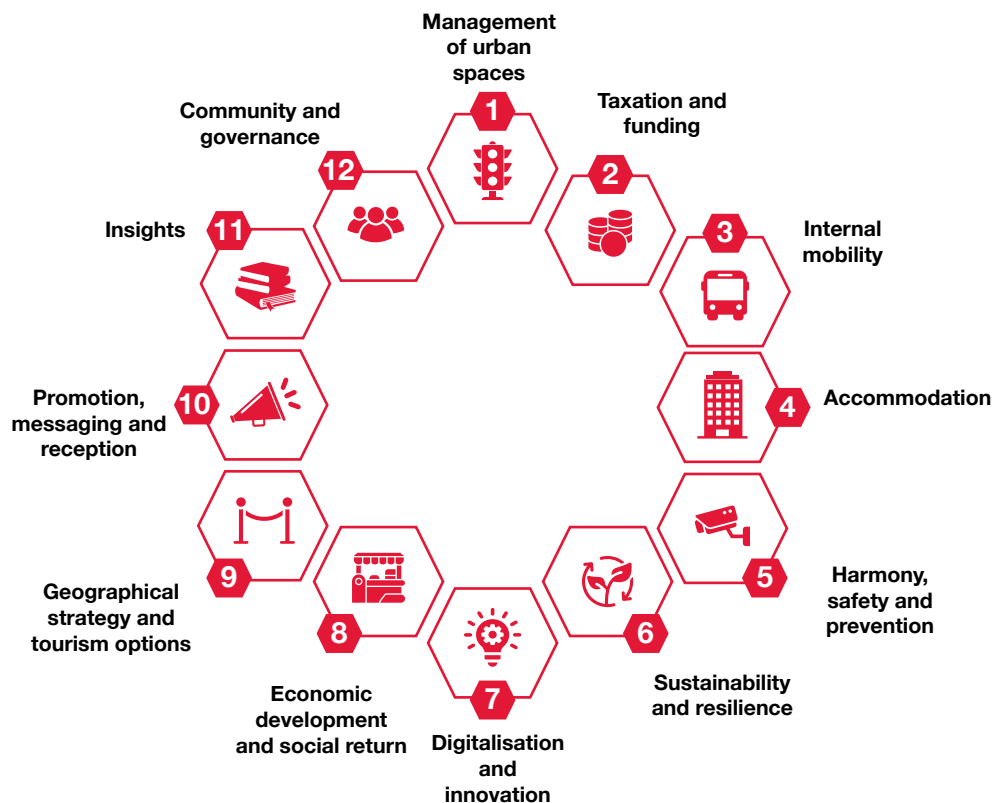 1
Management
of urban
spaces
2
Taxation and
funding
3
Internal
mobility
4
Accommodation
5
Harmony,
safety and
prevention
6
Sustainability
and resilience
7
Digitalisation
and
innovation
8
Economic
development
and social return
9
Geographical
strategy and
tourism options
10
Promotion,
messaging and
reception
11
Insights
12
Community and
governance